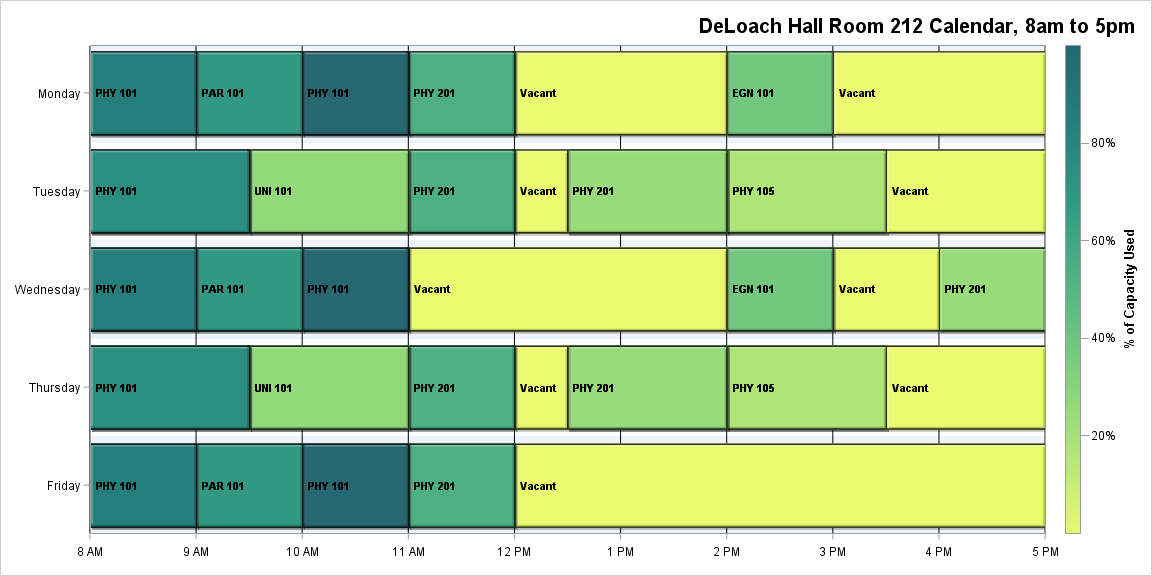 DeLoach Hall Room 212 Calendar, 8am to 5pm
Monday PHY 101 PAR 101 PHY 101 PHY 201 Vacant EGN 101 Vacant
80%
Tuesday PHY 101 UNI 101 PHY 201 Vacant PHY 201 PHY 105 Vacant
60%
Wednesday PHY 101 PAR 101 PHY 101 Vacant EGN 101 Vacant PHY 201
% of Capacity Used
40%
Thursday PHY 101 UNI 101 PHY 201 Vacant PHY 201 PHY 105 Vacant
20%
Friday PHY 101 PAR 101 PHY 101 PHY 201 Vacant
8 AM 9 AM 10 AM 11 AM 12 PM 1 PM 2 PM 3 PM 4 PM 5 PM